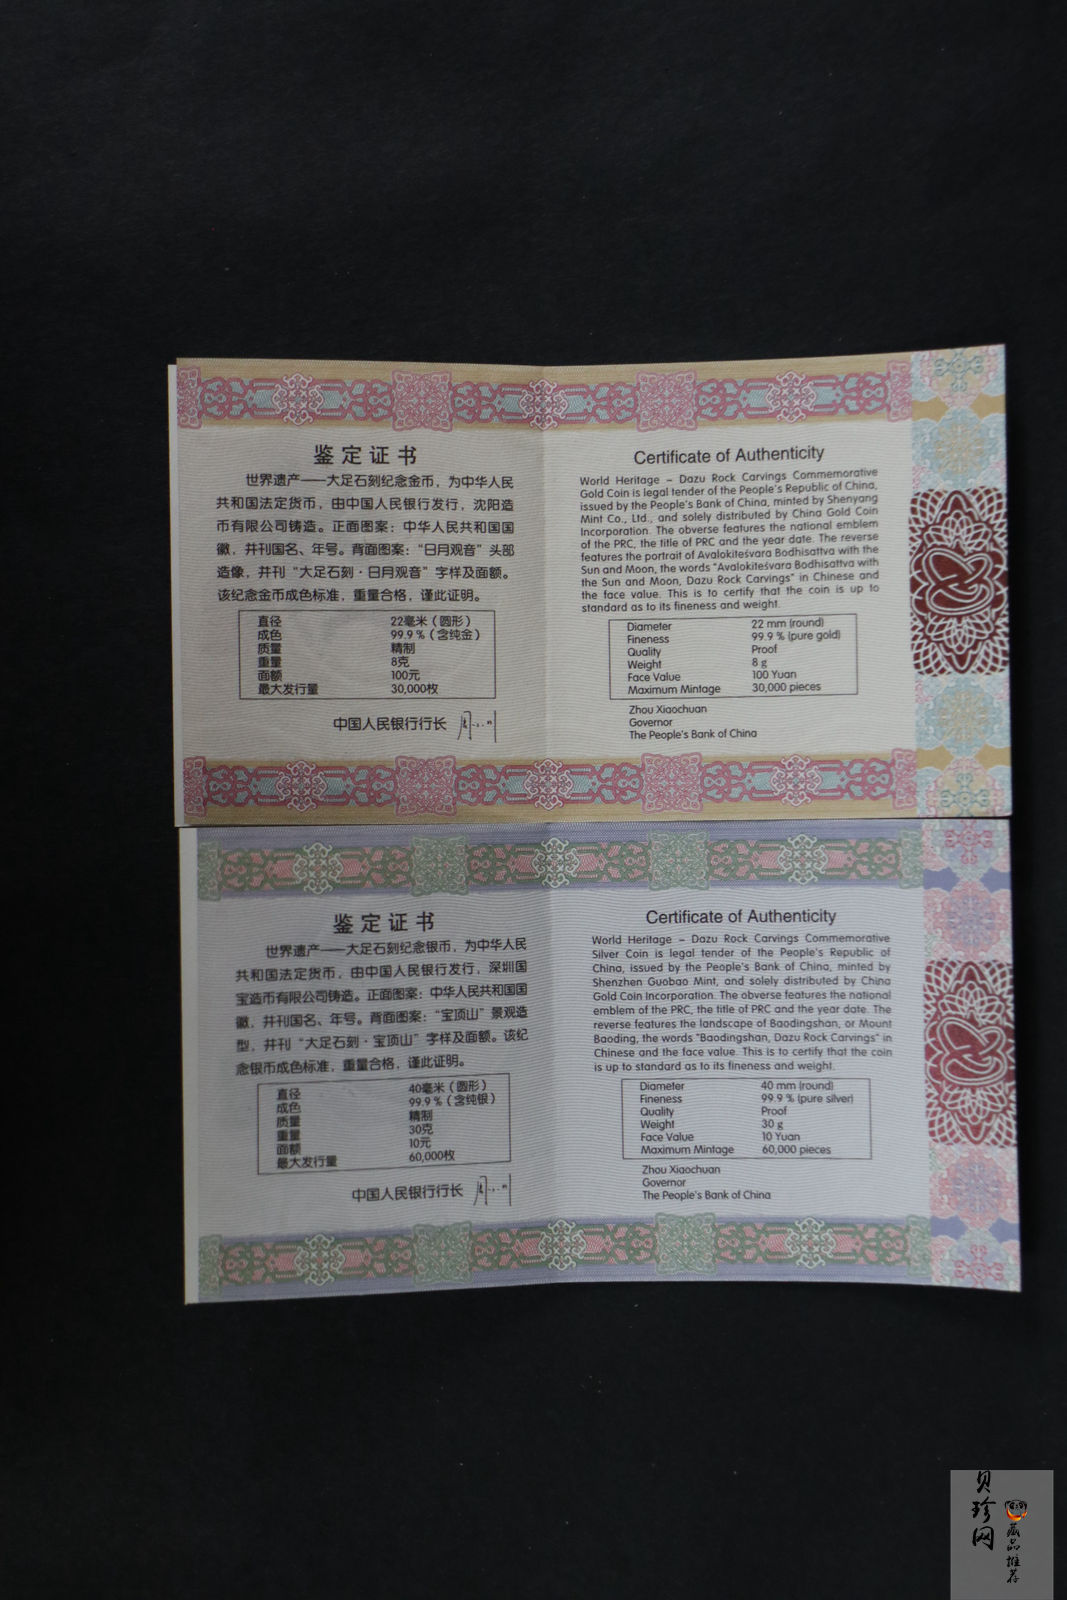 鉴定证书
世界遗产——大足石刻纪念金币，为中华人民
共和国法定货币，由中国人民银行发行，沈阳造
币有限公司铸造。正面图案：中华人民共和国国
徽，并刊国名、年号。背面图案：“日月观音”头部
造像，并刊“大足石刻·日月观音”字样及面额。
该纪念金币成色标准，重量合格，谨此证明。
直径 22毫米（圆形）
成色 99.9％（含纯金）
质量 精制
重量 8克
面额 100元
最大发行量 30,000枚
中国人民银行行长
Certificate of Authenticity
World Heritage – Dazu Rock Carvings Commemorative
Gold Coin is legal tender of the People's Republic of China,
issued by the People's Bank of China, minted by Shenyang
Mint Co., Ltd., and solely distributed by China Gold Coin
Incorporation. The obverse features the national emblem
of the PRC, the title of PRC and the year date. The reverse
features the portrait of Avalokiteśvara Bodhisattva with the
Sun and Moon, the words "Avalokiteśvara Bodhisattva with
the Sun and Moon, Dazu Rock Carvings" in Chinese and
the face value. This is to certify that the coin is up to
standard as to its fineness and weight.
Diameter 22 mm (round)
Fineness 99.9 % (pure gold)
Quality Proof
Weight 8 g
Face Value 100 Yuan
Maximum Mintage 30,000 pieces
Zhou Xiaochuan
Governor
The People's Bank of China
鉴定证书
世界遗产——大足石刻纪念银币，为中华人民
共和国法定货币，由中国人民银行发行，深圳国
宝造币有限公司铸造。正面图案：中华人民共和国国
徽，并刊国名、年号。背面图案：“宝顶山”景观造
型，并刊“大足石刻·宝顶山”字样及面额。该纪
念银币成色标准，重量合格，谨此证明。
直径 40毫米（圆形）
成色 99.9％（含纯银）
质量 精制
重量 30克
面额 10元
最大发行量 60,000枚
中国人民银行行长
Certificate of Authenticity
World Heritage – Dazu Rock Carvings Commemorative
Silver Coin is legal tender of the People's Republic of
China, issued by the People's Bank of China, minted by
Shenzhen Guobao Mint, and solely distributed by China
Gold Coin Incorporation. The obverse features the national
emblem of the PRC, the title of PRC and the year date. The
reverse features the landscape of Baodingshan, or Mount
Baoding, the words "Baodingshan, Dazu Rock Carvings" in
Chinese and the face value. This is to certify that the coin
is up to standard as to its fineness and weight.
Diameter 40 mm (round)
Fineness 99.9 % (pure silver)
Quality Proof
Weight 30 g
Face Value 10 Yuan
Maximum Mintage 60,000 pieces
Zhou Xiaochuan
Governor
The People's Bank of China
贝珍网
藏品推荐